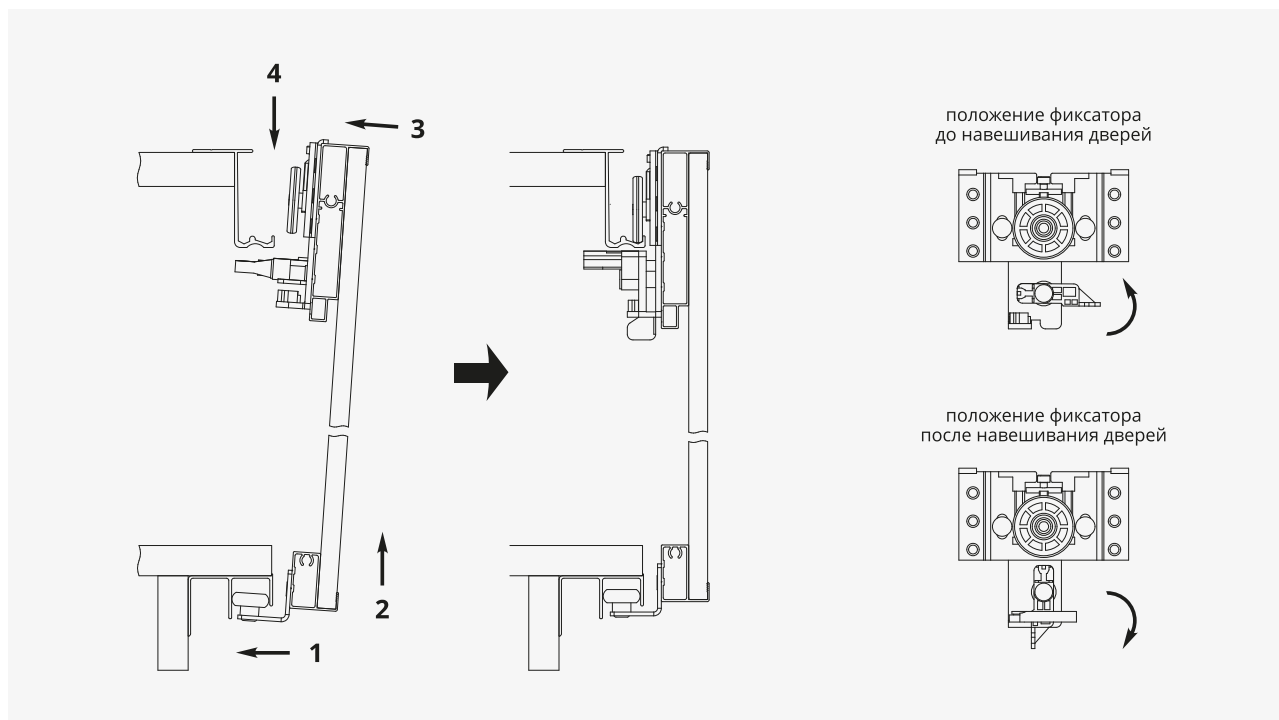 4
3
2
1
положение фиксатора
до навешивания дверей
положение фиксатора
после навешивания дверей